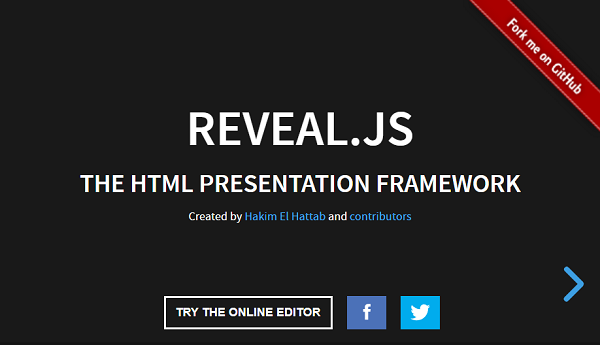 Fork me on GitHub
REVEAL.JS
THE HTML PRESENTATION FRAMEWORK
Created by Hakim El Hattab and contributors
TRY THE ONLINE EDITOR
f